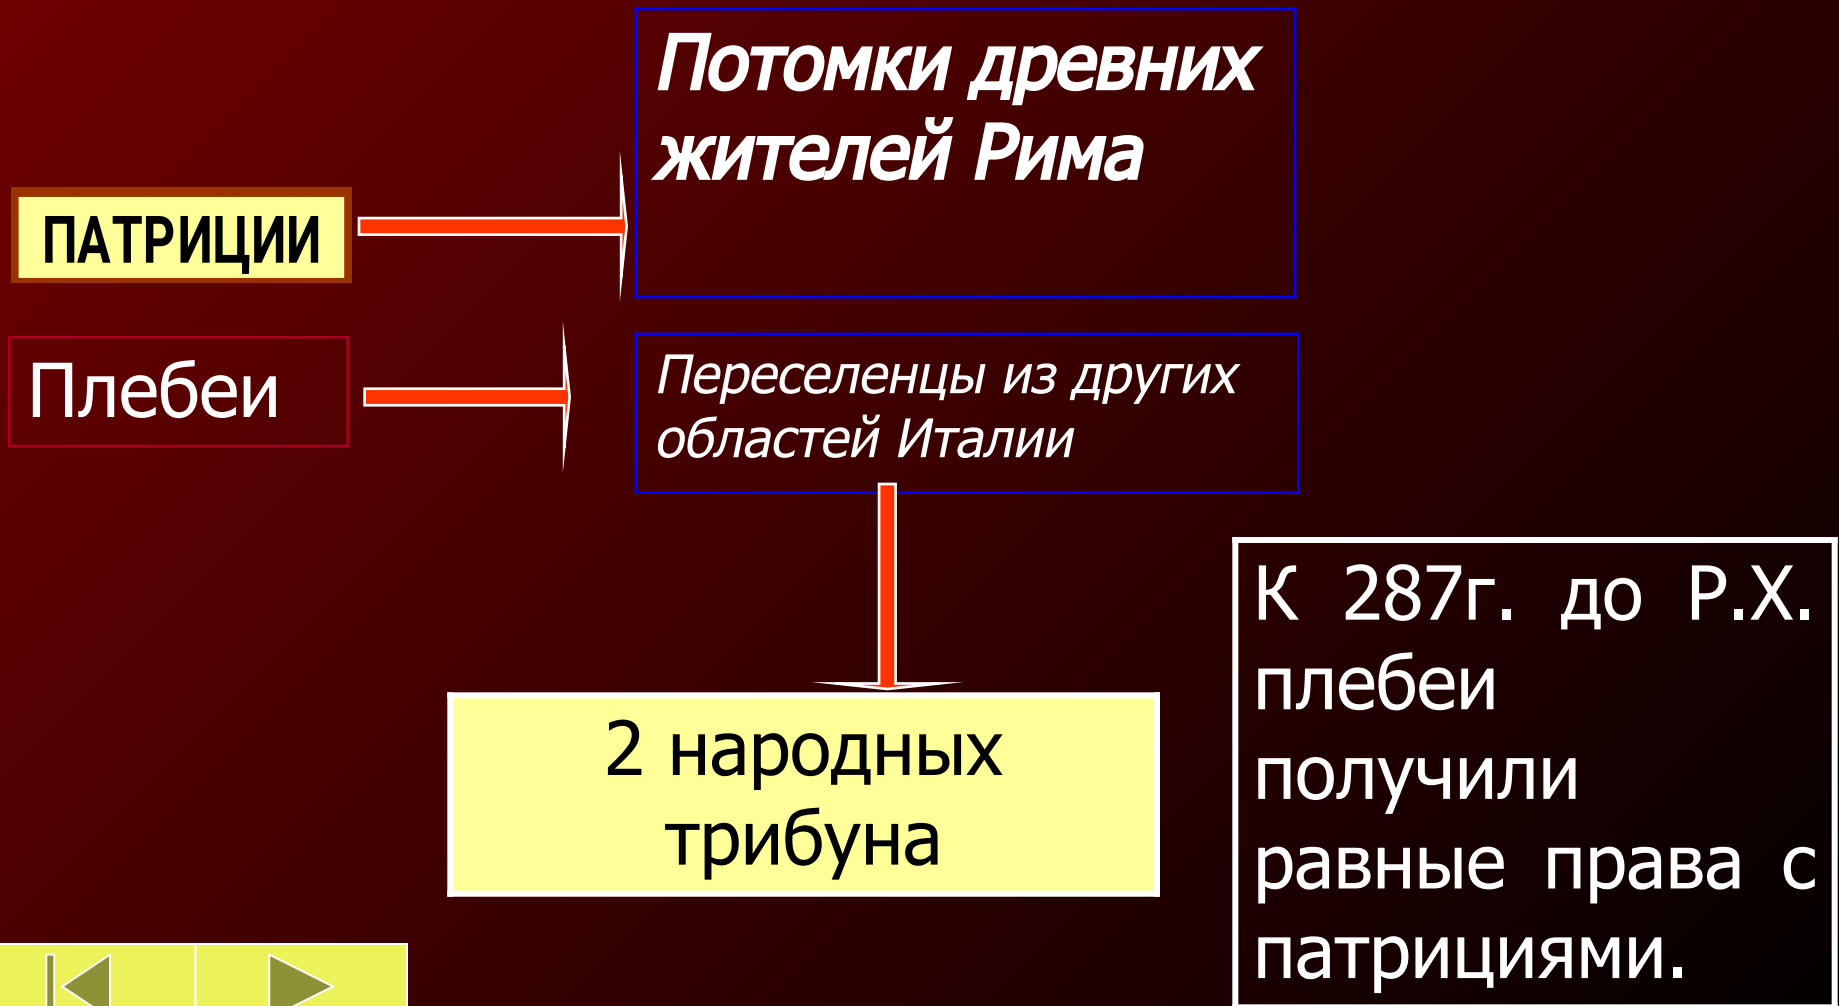 Потомки древних
жителей Рима
ПАТРИЦИИ
Плебеи
Переселенцы из других
областей Италии
2 народных
трибуна
К 287г. до Р.Х.
плебеи
получили
равные права с
патрициями.